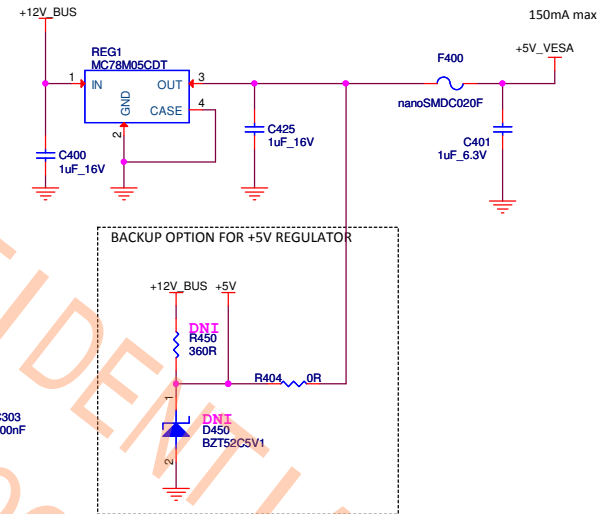 150mA max
+12V_BUS
+5V_VESA
REG1
MC78M05CDT
F400
1
IN
OUT
3
GND
CASE
4
nanoSMDC020F
2
C400
1uF_16V
C425
1uF_16V
C401
1uF_6.3V
BACKUP OPTION FOR +5V REGULATOR
+12V_BUS
+5V
DNI
R450
360R
R404
0R
1
DNI
D450
BZT52C5V1
2